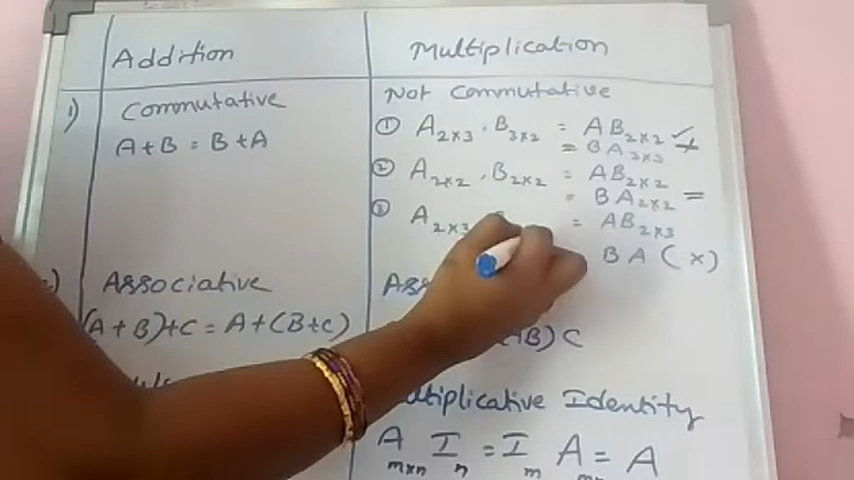 Addition
Multiplication
1) Commutative
A+B = B+A
Not Commutative
① A2×3 . B3×2 = AB2×2 ✓
= BA3×3
② A2×2 . B2×2 = AB2×2
= BA2×2 =
③ A2×3 = AB2×3
BA (×)
) Associative
(A+B)+C = A+(B+C)
Ass
B) C
Multiplicative Identity
Am×n In = Im A = A